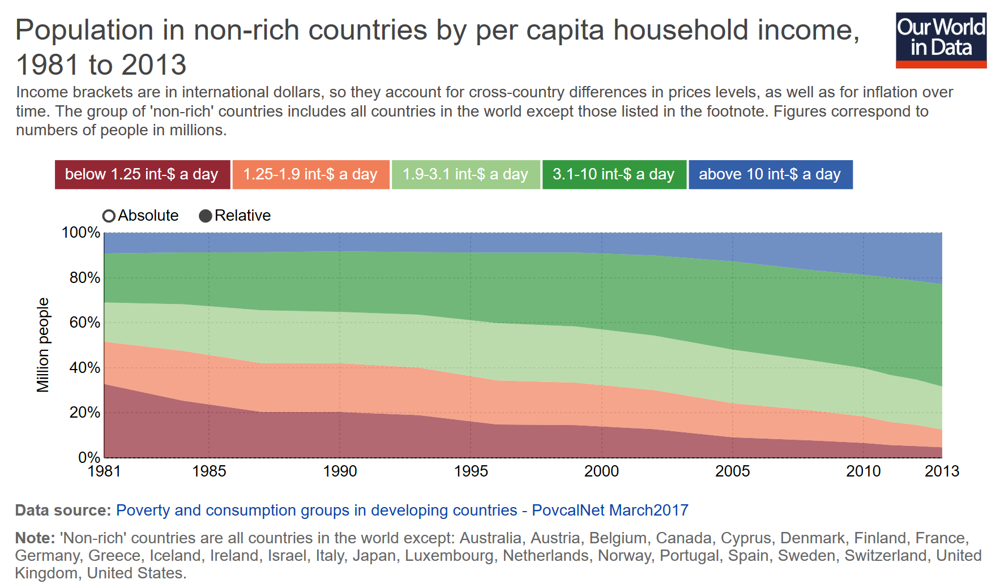 Population in non-rich countries by per capita household income,
1981 to 2013
Our World
in Data
Income brackets are in international dollars, so they account for cross-country differences in prices levels, as well as for inflation over
time. The group of 'non-rich' countries includes all countries in the world except those listed in the footnote. Figures correspond to
numbers of people in millions.
below 1.25 int-$ a day
1.25-1.9 int-$ a day
1.9-3.1 int-$ a day
3.1-10 int-$ a day
above 10 int-$ a day
Absolute
Relative
100%
80%
60%
40%
20%
0%
Million people
1981
1985
1990
1995
2000
2005
2010
2013
Data source: Poverty and consumption groups in developing countries - PovcalNet March2017
Note: 'Non-rich' countries are all countries in the world except: Australia, Austria, Belgium, Canada, Cyprus, Denmark, Finland, France,
Germany, Greece, Iceland, Ireland, Israel, Italy, Japan, Luxembourg, Netherlands, Norway, Portugal, Spain, Sweden, Switzerland, United
Kingdom, United States.